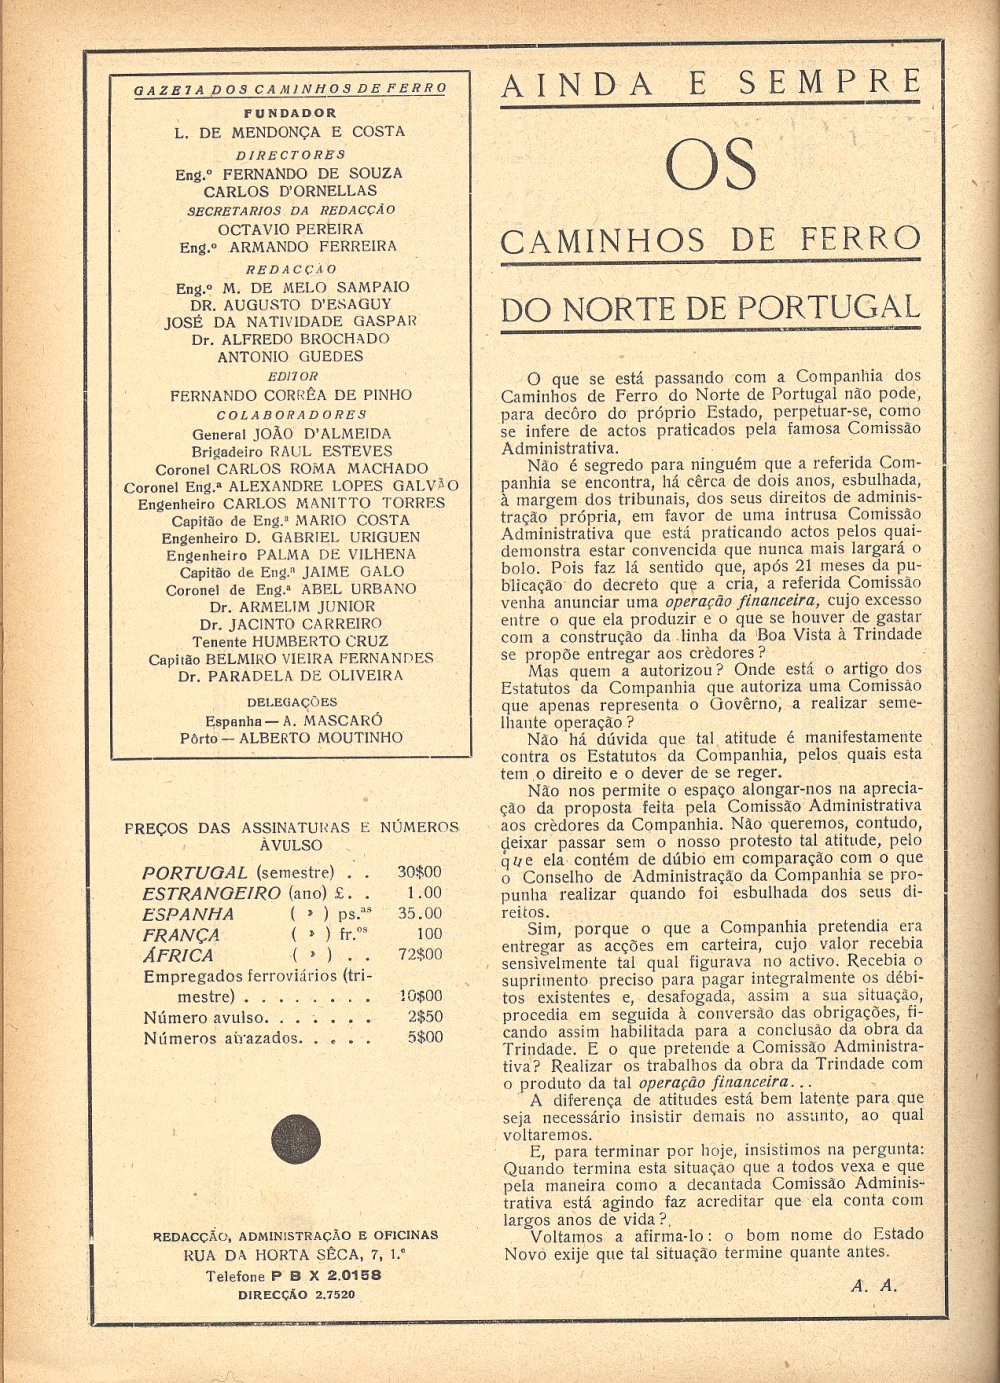 GAZETA DOS CAMINHOS DE FERRO
FUNDADOR
L. DE MENDONÇA E COSTA
DIRECTORES
Eng.º FERNANDO DE SOUZA
CARLOS D'ORNELLAS
SECRETARIOS DA REDACÇÃO
OCTAVIO PEREIRA
Eng.º ARMANDO FERREIRA
REDACÇÃO
Eng.º M. DE MELO SAMPAIO
DR. AUGUSTO D'ESAGUY
JOSÉ DA NATIVIDADE GASPAR
Dr. ALFREDO BROCHADO
ANTONIO GUEDES
EDITOR
FERNANDO CORRÊA DE PINHO
COLABORADORES
General JOÃO D'ALMEIDA
Brigadeiro RAUL ESTEVES
Coronel CARLOS ROMA MACHADO
Coronel Eng.ª ALEXANDRE LOPES GALVÃO
Engenheiro CARLOS MANITTO TORRES
Capitão de Eng.ª MARIO COSTA
Engenheiro D. GABRIEL URIGUEN
Engenheiro PALMA DE VILHENA
Capitão de Eng.ª JAIME GALO
Coronel de Eng.ª ABEL URBANO
Dr. ARMELIM JUNIOR
Dr. JACINTO CARREIRO
Tenente HUMBERTO CRUZ
Capitão BELMIRO VIEIRA FERNANDES
Dr. PARADELA DE OLIVEIRA
DELEGAÇÕES
Espanha — A. MASCARÓ
Pôrto — ALBERTO MOUTINHO
PREÇOS DAS ASSINATURAS E NÚMEROS
ÀVULSO
PORTUGAL (semestre) . . 30$00
ESTRANGEIRO (ano) £. . 1.00
ESPANHA ( » ) ps.as 35.00
FRANÇA ( » ) fr.os 100
ÁFRICA ( » ) . . 72$00
Empregados ferroviários (tri-
mestre) . . . . . . . . 10$00
Número avulso. . . . . . . 2$50
Números atrazados. . . . . 5$00
REDACÇÃO, ADMINISTRAÇÃO E OFICINAS
RUA DA HORTA SÊCA, 7, 1.º
Telefone P B X 2.0158
DIRECÇÃO 2.7520
AINDA E SEMPRE
OS
CAMINHOS DE FERRO
DO NORTE DE PORTUGAL
O que se está passando com a Companhia dos
Caminhos de Ferro do Norte de Portugal não pode,
para decôro do próprio Estado, perpetuar-se, como
se infere de actos praticados pela famosa Comissão
Administrativa.
Não é segredo para ninguém que a referida Com-
panhia se encontra, há cêrca de dois anos, esbulhada,
à margem dos tribunais, dos seus direitos de adminis-
tração própria, em favor de uma intrusa Comissão
Administrativa que está praticando actos pelos quai-
demonstra estar convencida que nunca mais largará o
bolo. Pois faz lá sentido que, após 21 meses da pu-
blicação do decreto que a cria, a referida Comissão
venha anunciar uma operação financeira, cujo excesso
entre o que ela produzir e o que se houver de gastar
com a construção da linha da Boa Vista à Trindade
se propõe entregar aos crèdores?
Mas quem a autorizou? Onde está o artigo dos
Estatutos da Companhia que autoriza uma Comissão
que apenas representa o Govêrno, a realizar seme-
lhante operação?
Não há dúvida que tal atitude é manifestamente
contra os Estatutos da Companhia, pelos quais esta
tem o direito e o dever de se reger.
Não nos permite o espaço alongar-nos na aprecia-
ção da proposta feita pela Comissão Administrativa
aos crèdores da Companhia. Não queremos, contudo,
deixar passar sem o nosso protesto tal atitude, pelo
que ela contém de dúbio em comparação com o que
o Conselho de Administração da Companhia se pro-
punha realizar quando foi esbulhada dos seus di-
reitos.
Sim, porque o que a Companhia pretendia era
entregar as acções em carteira, cujo valor recebia
sensivelmente tal qual figurava no activo. Recebia o
suprimento preciso para pagar integralmente os débi-
tos existentes e, desafogada, assim a sua situação,
procedia em seguida à conversão das obrigações, fi-
cando assim habilitada para a conclusão da obra da
Trindade. E o que pretende a Comissão Administra-
tiva? Realizar os trabalhos da obra da Trindade com
o produto da tal operação financeira...
A diferença de atitudes está bem latente para que
seja necessário insistir demais no assunto, ao qual
voltaremos.
E, para terminar por hoje, insistimos na pergunta:
Quando termina esta situação que a todos vexa e que
pela maneira como a decantada Comissão Adminis-
trativa está agindo faz acreditar que ela conta com
largos anos de vida?
Voltamos a afirma-lo: o bom nome do Estado
Novo exije que tal situação termine quante antes.
A. A.